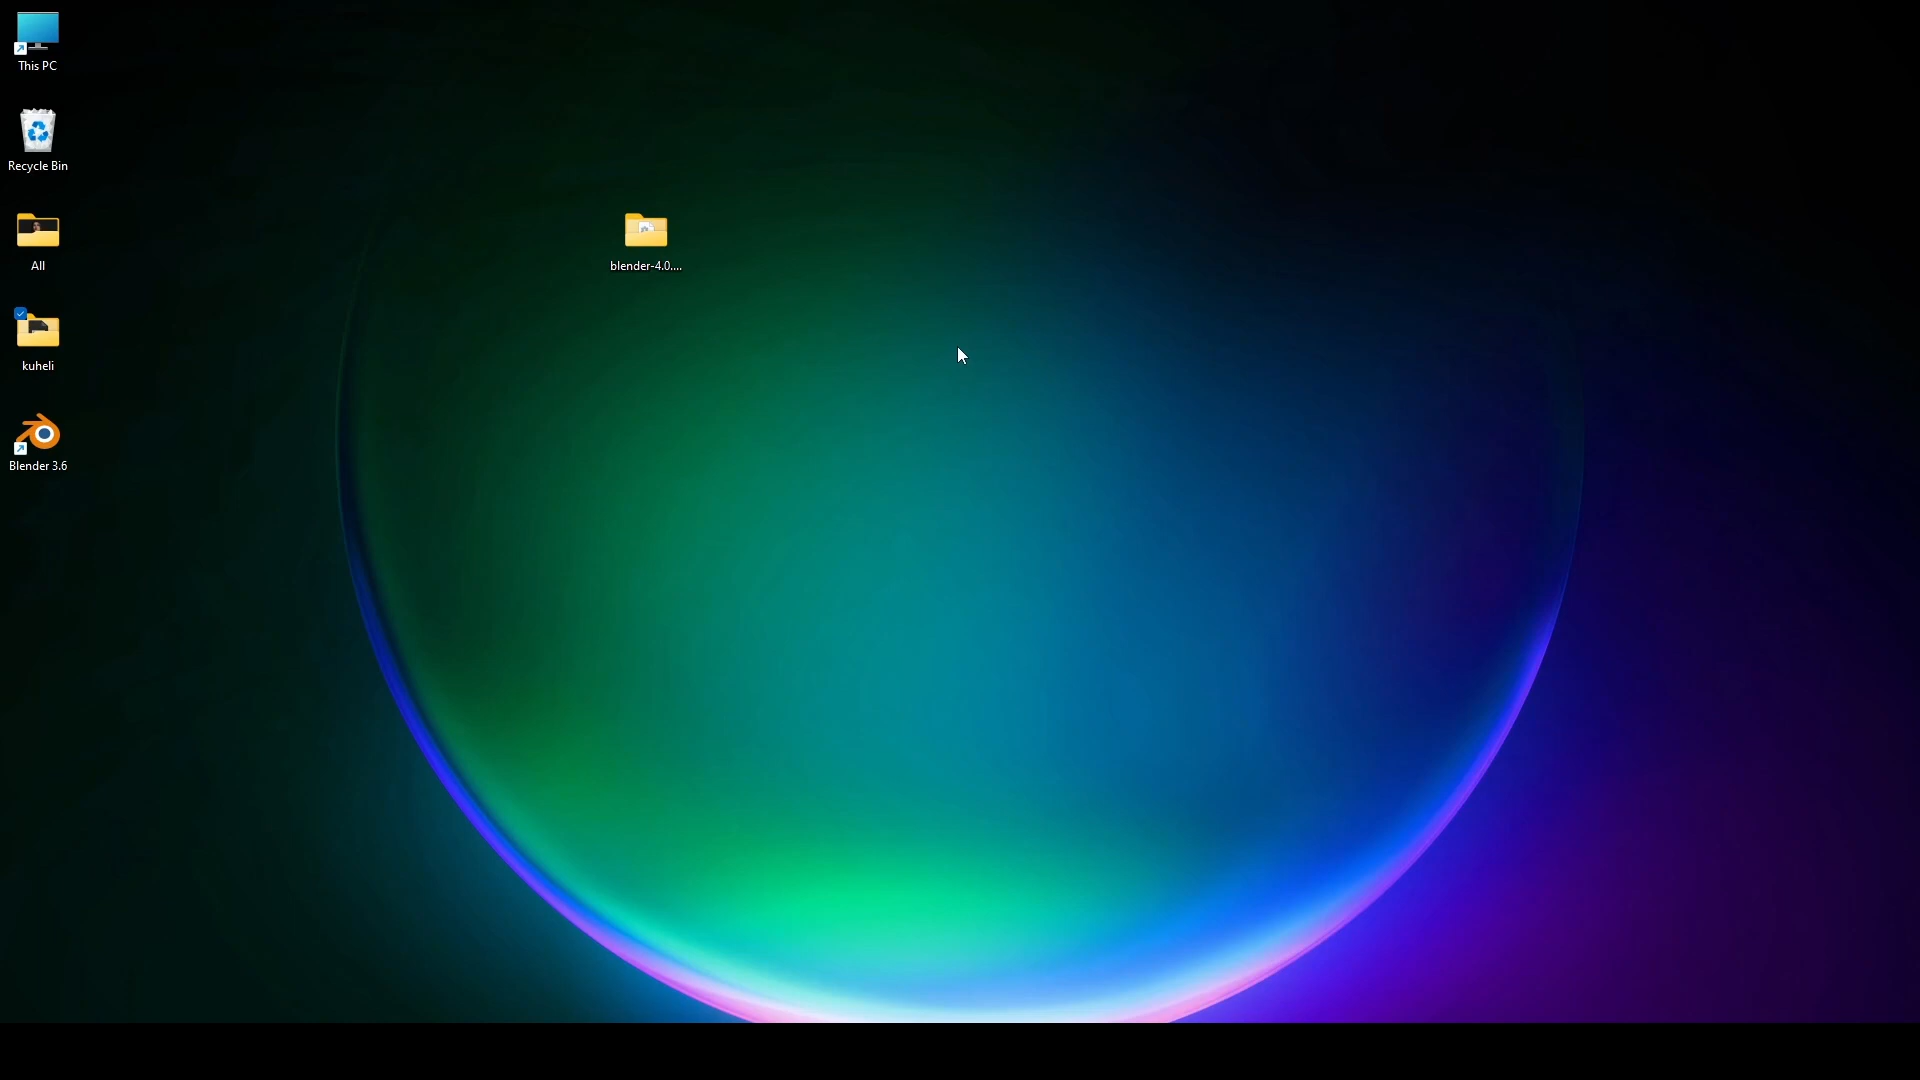 This PC
Recycle Bin
All
kuheli
Blender 3.6
blender-4.0....